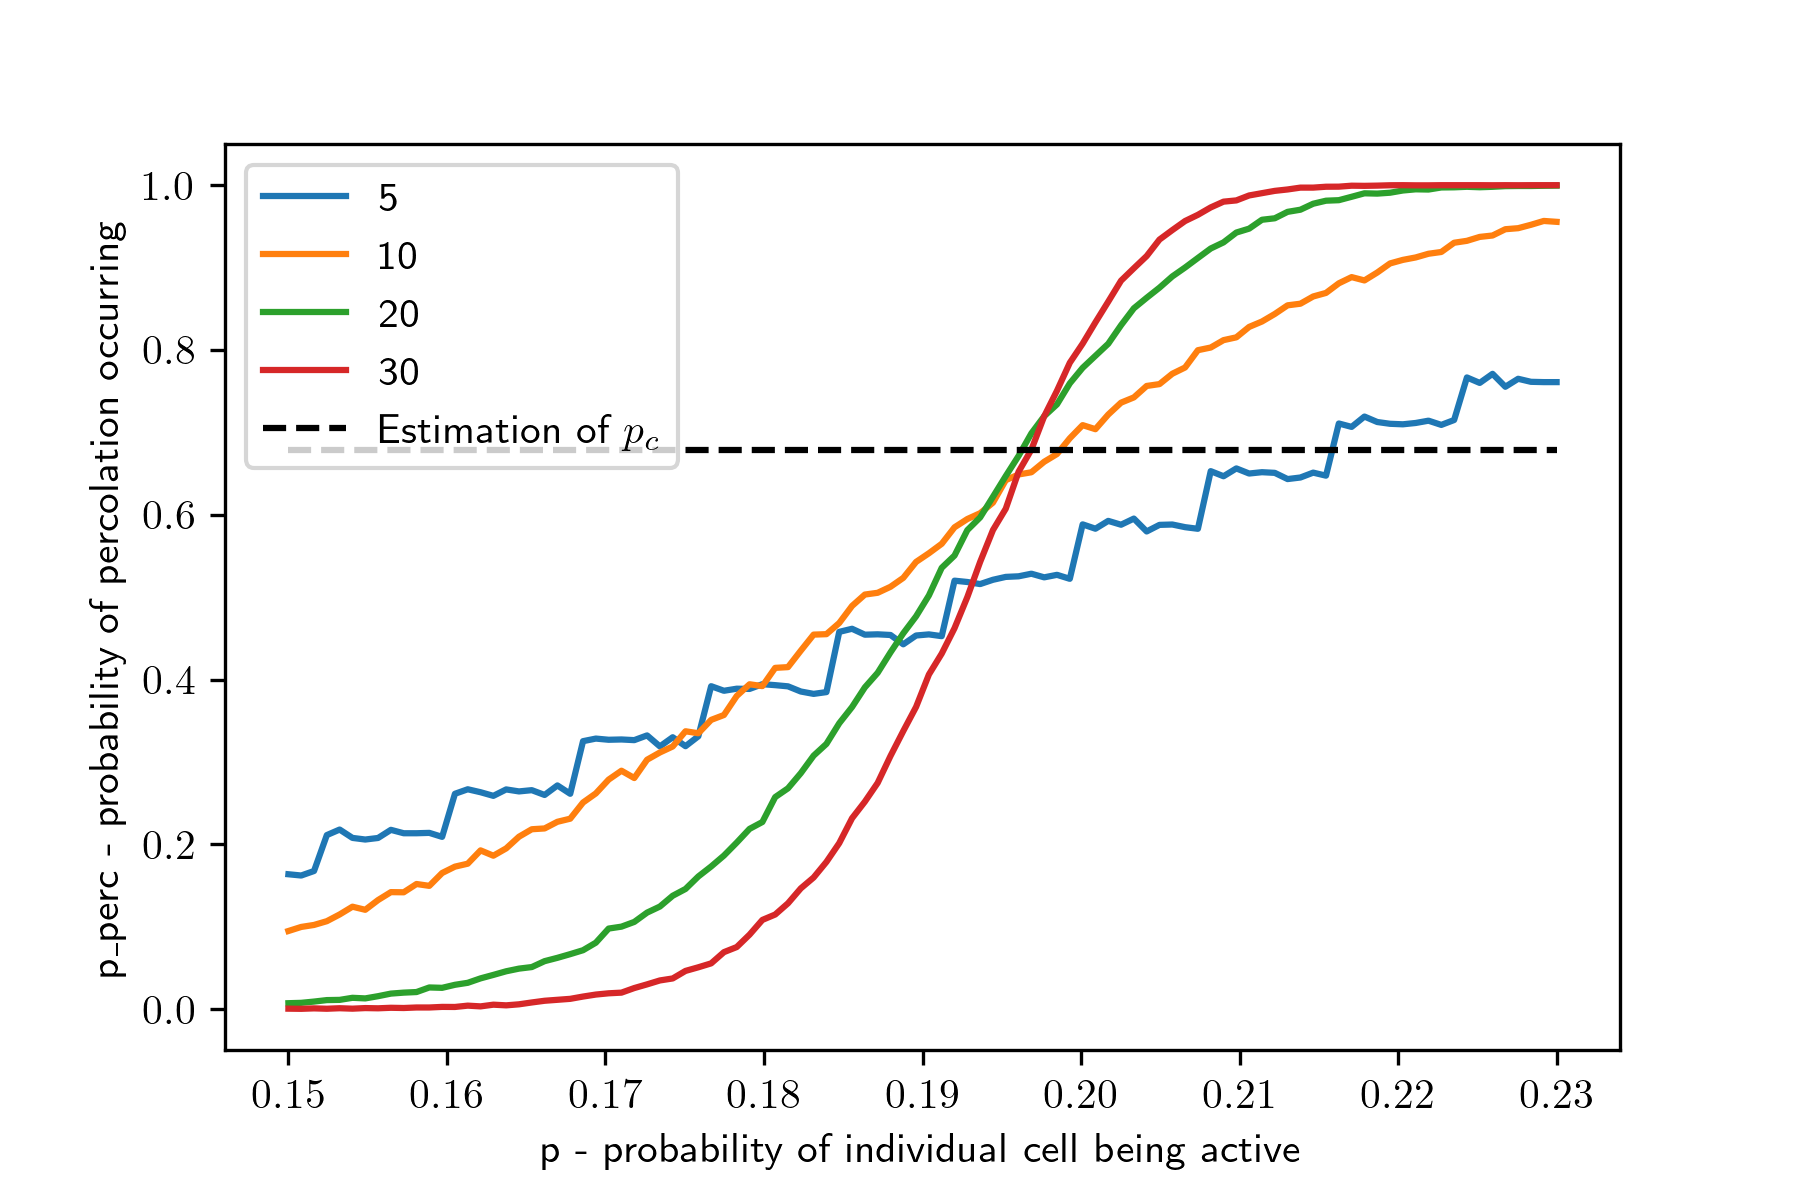 p_perc - probability of percolation occurring
1.0
0.8
0.6
0.4
0.2
0.0
5
10
20
30
Estimation of p_c
0.15 0.16 0.17 0.18 0.19 0.20 0.21 0.22 0.23
p - probability of individual cell being active